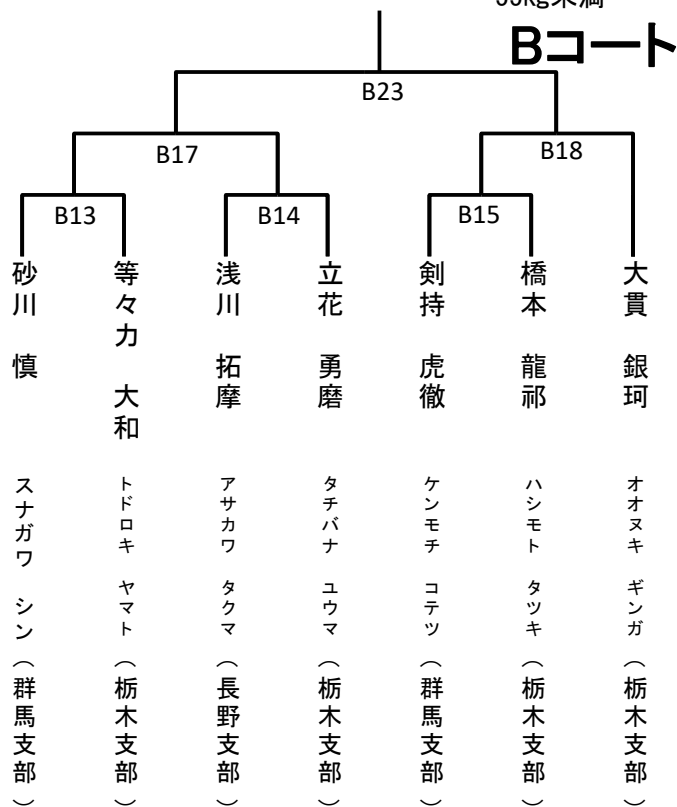 Bコート
B23
B17
B18
B13
B14
B15
砂川 慎
スナガワ シン
(群馬支部)
等々力 大和
トドロキ ヤマト
(栃木支部)
浅川 拓摩
アサカワ タクマ
(長野支部)
立花 勇磨
タチバナ ユウマ
(栃木支部)
剣持 虎徹
ケンモチ コテツ
(群馬支部)
橋本 龍祁
ハシモト タツキ
(栃木支部)
大貫 銀珂
オオヌキ ギンガ
(栃木支部)